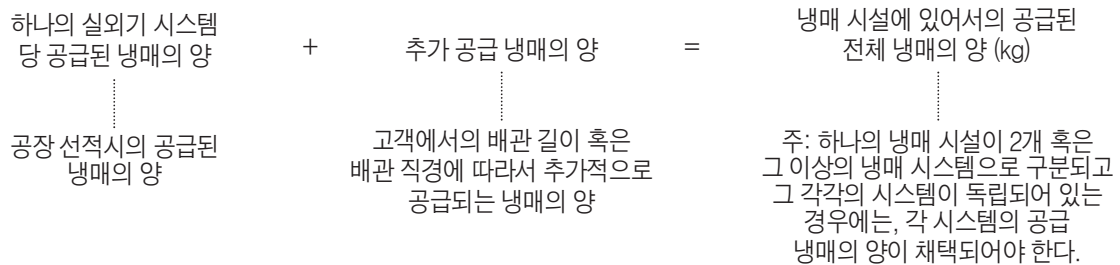 하나의 실외기 시스템
당 공급된 냉매의 양
+
추가 공급 냉매의 양
=
냉매 시설에 있어서의 공급된
전체 냉매의 양 (kg)
공장 선적시의 공급된
냉매의 양
고객에서의 배관 길이 혹은
배관 직경에 따라서 추가적으로
공급되는 냉매의 양
주: 하나의 냉매 시설이 2개 혹은
그 이상의 냉매 시스템으로 구분되고
그 각각의 시스템이 독립되어 있는
경우에는, 각 시스템의 공급
냉매의 양이 채택되어야 한다.